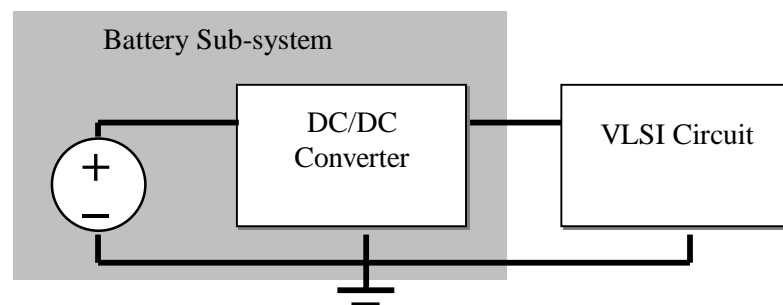 Battery Sub-system
DC/DC
Converter
VLSI Circuit
+
–